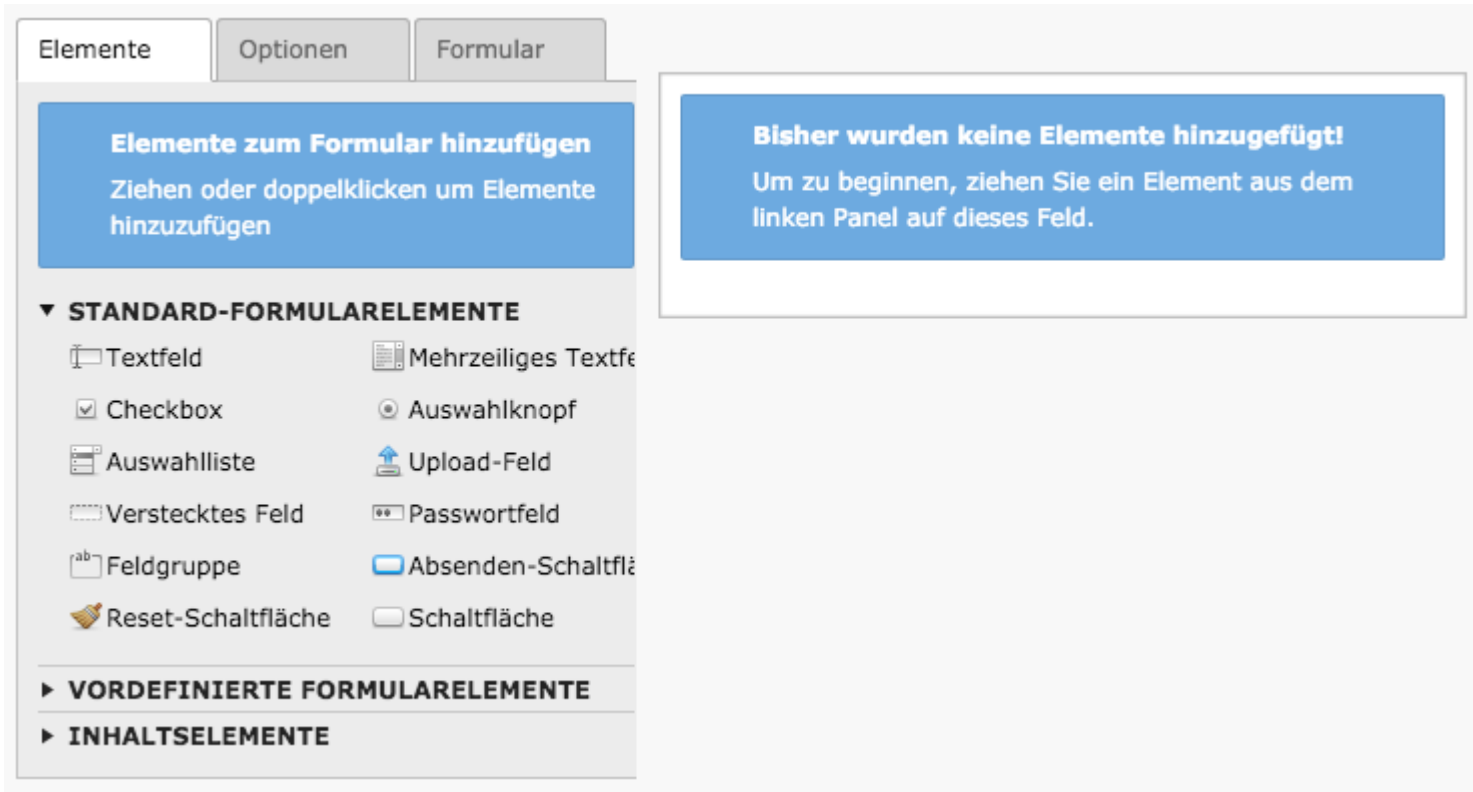 Elemente Optionen Formular
Elemente zum Formular hinzufügen
Ziehen oder doppelklicken um Elemente
hinzuzufügen
STANDARD-FORMULARELEMENTE
Textfeld Mehrzeiliges Textfe
Checkbox Auswahlknopf
Auswahlliste Upload-Feld
Verstecktes Feld Passwortfeld
Feldgruppe Absenden-Schaltflä
Reset-Schaltfläche Schaltfläche
VORDEFINIERTE FORMULARELEMENTE
INHALTSELEMENTE
Bisher wurden keine Elemente hinzugefügt!
Um zu beginnen, ziehen Sie ein Element aus dem
linken Panel auf dieses Feld.